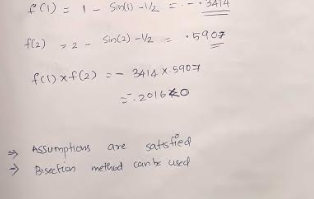 f(1) = 1 - Sin(1) - 1/2 = - .3414
f(2) = 2 - Sin(2) - 1/2 = .5907
f(1) x f(2) = - 3414 x .5907
= -.2016 < 0
⇒ Assumptions are satisfied
⇒ Bisection method can be used